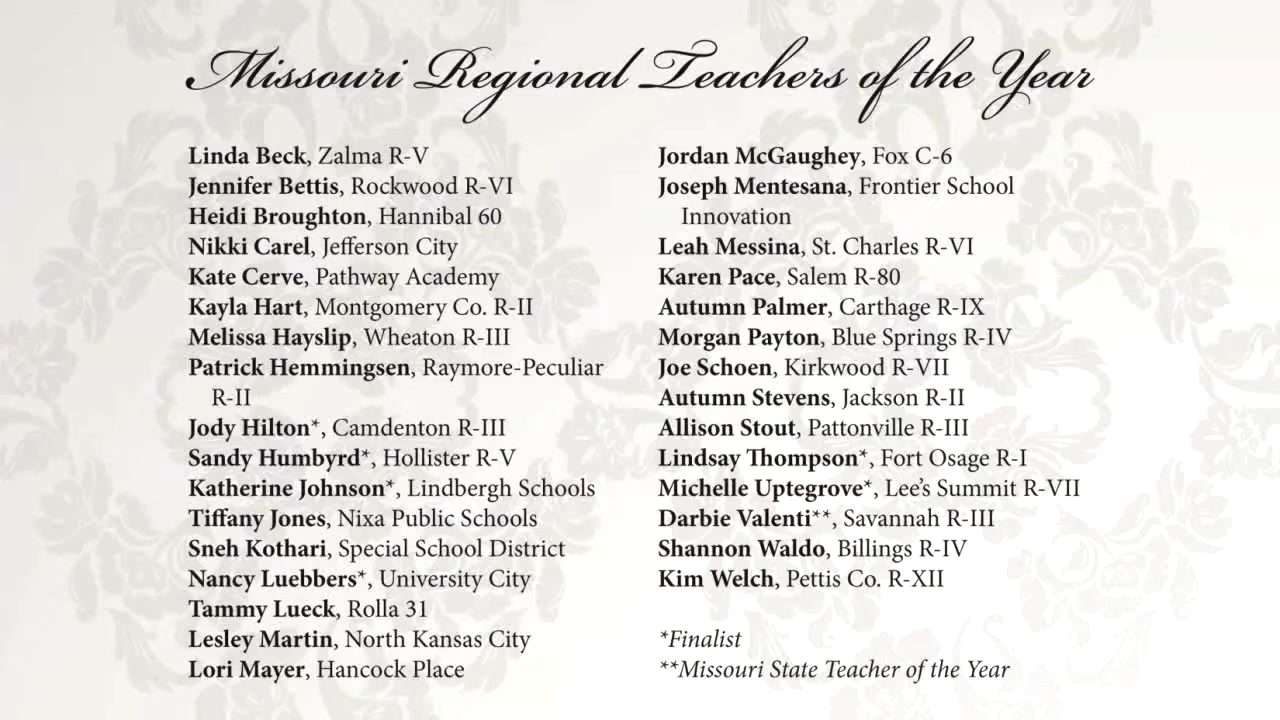 Missouri Regional Teachers of the Year
Linda Beck, Zalma R-V
Jennifer Bettis, Rockwood R-VI
Heidi Broughton, Hannibal 60
Nikki Carel, Jefferson City
Kate Cerve, Pathway Academy
Kayla Hart, Montgomery Co. R-II
Melissa Hayslip, Wheaton R-III
Patrick Hemmingsen, Raymore-Peculiar
R-II
Jody Hilton*, Camdenton R-III
Sandy Humbyrd*, Hollister R-V
Katherine Johnson*, Lindbergh Schools
Tiffany Jones, Nixa Public Schools
Sneh Kothari, Special School District
Nancy Luebbers*, University City
Tammy Lueck, Rolla 31
Lesley Martin, North Kansas City
Lori Mayer, Hancock Place
Jordan McGaughey, Fox C-6
Joseph Mentesana, Frontier School
Innovation
Leah Messina, St. Charles R-VI
Karen Pace, Salem R-80
Autumn Palmer, Carthage R-IX
Morgan Payton, Blue Springs R-IV
Joe Schoen, Kirkwood R-VII
Autumn Stevens, Jackson R-II
Allison Stout, Pattonville R-III
Lindsay Thompson*, Fort Osage R-I
Michelle Uptegrove*, Lee’s Summit R-VII
Darbie Valenti**, Savannah R-III
Shannon Waldo, Billings R-IV
Kim Welch, Pettis Co. R-XII
*Finalist
**Missouri State Teacher of the Year